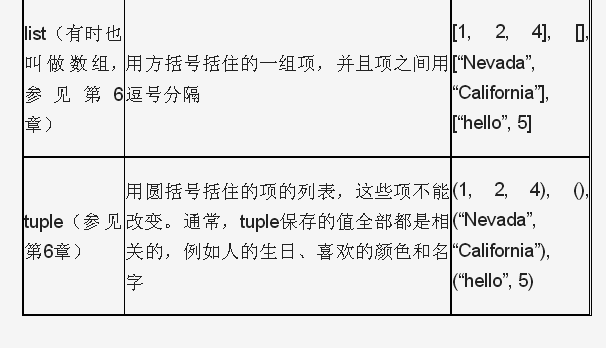 list（有时也
叫做数组，
参见第6
章）
用方括号括住的一组项，并且项之间用
逗号分隔
[1, 2, 4], [],
[“Nevada”,
“California”],
[“hello”, 5]
tuple（参见
第6章）
用圆括号括住的项的列表，这些项不能
改变。通常，tuple保存的值全部都是相
关的，例如人的生日、喜欢的颜色和名
字
(1, 2, 4), (),
(“Nevada”,
“California”),
(“hello”, 5)